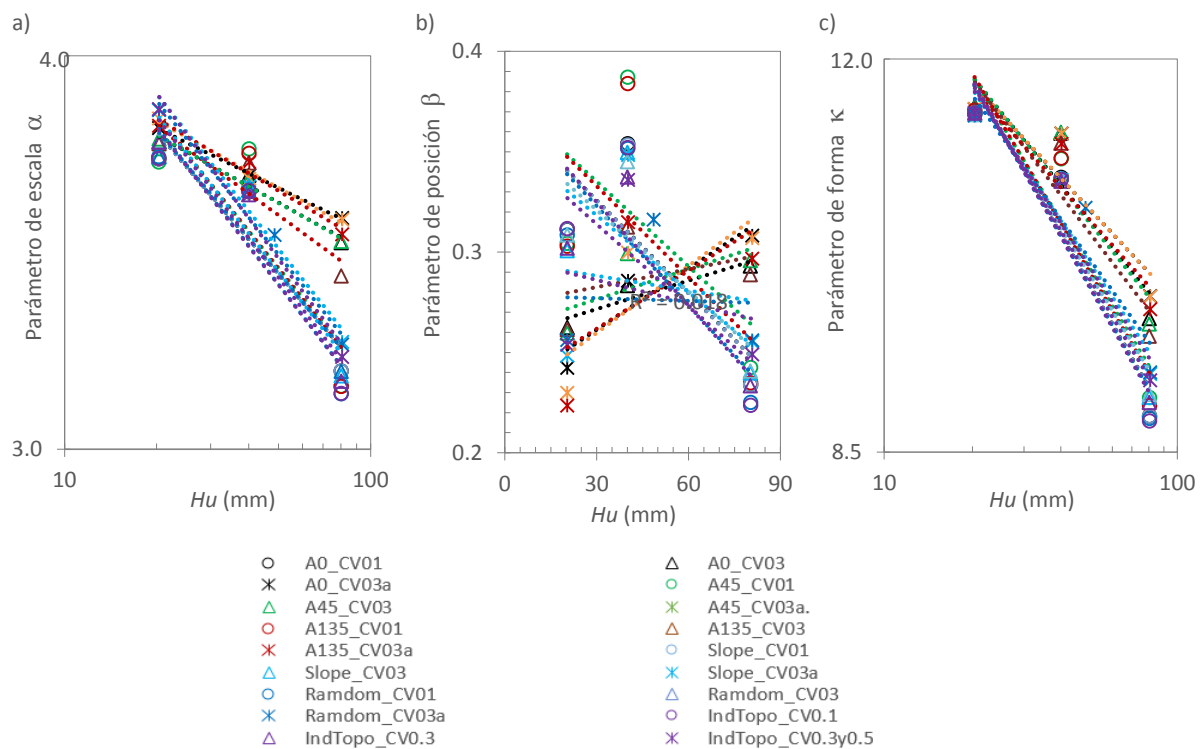 a)
b)
c)
4.0
3.0
10
100
Parámetro de escala α
Hu (mm)
0.4
0.3
0.2
0
30
60
90
Parámetro de posición β
= 0.018
Hu (mm)
12.0
8.5
10
100
Parámetro de forma κ
Hu (mm)
A0_CV01
A0_CV03
A0_CV03a
A45_CV01
A45_CV03
A45_CV03a.
A135_CV01
A135_CV03
A135_CV03a
Slope_CV01
Slope_CV03
Slope_CV03a
Ramdom_CV01
Ramdom_CV03
Ramdom_CV03a
IndTopo_CV0.1
IndTopo_CV0.3
IndTopo_CV0.3y0.5